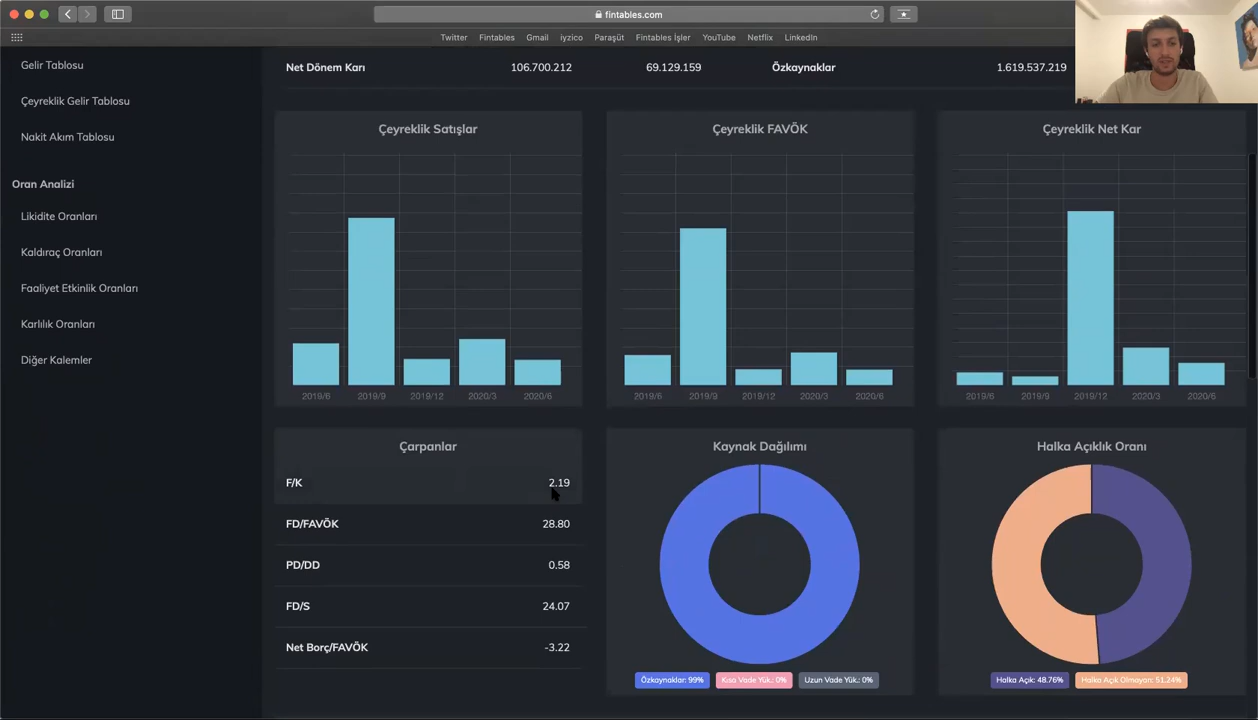 fintables.com
Twitter Fintables Gmail iyzico Paraşüt Fintables İşler YouTube Netflix LinkedIn
Gelir Tablosu
Çeyreklik Gelir Tablosu
Nakit Akım Tablosu
Oran Analizi
Likidite Oranları
Kaldıraç Oranları
Faaliyet Etkinlik Oranları
Karlılık Oranları
Diğer Kalemler
Net Dönem Karı 106.700.212 69.129.159 Özkaynaklar 1.619.537.219
Çeyreklik Satışlar
2019/6 2019/9 2019/12 2020/3 2020/6
Çeyreklik FAVÖK
2019/6 2019/9 2019/12 2020/3 2020/6
Çeyreklik Net Kar
2019/6 2019/9 2019/12 2020/3 2020/6
Çarpanlar
F/K 2.19
FD/FAVÖK 28.80
PD/DD 0.58
FD/S 24.07
Net Borç/FAVÖK -3.22
Kaynak Dağılımı
Özkaynaklar: 99% Kısa Vade Yük.: 0% Uzun Vade Yük.: 0%
Halka Açıklık Oranı
Halka Açık: 48.76% Halka Açık Olmayan: 51.24%